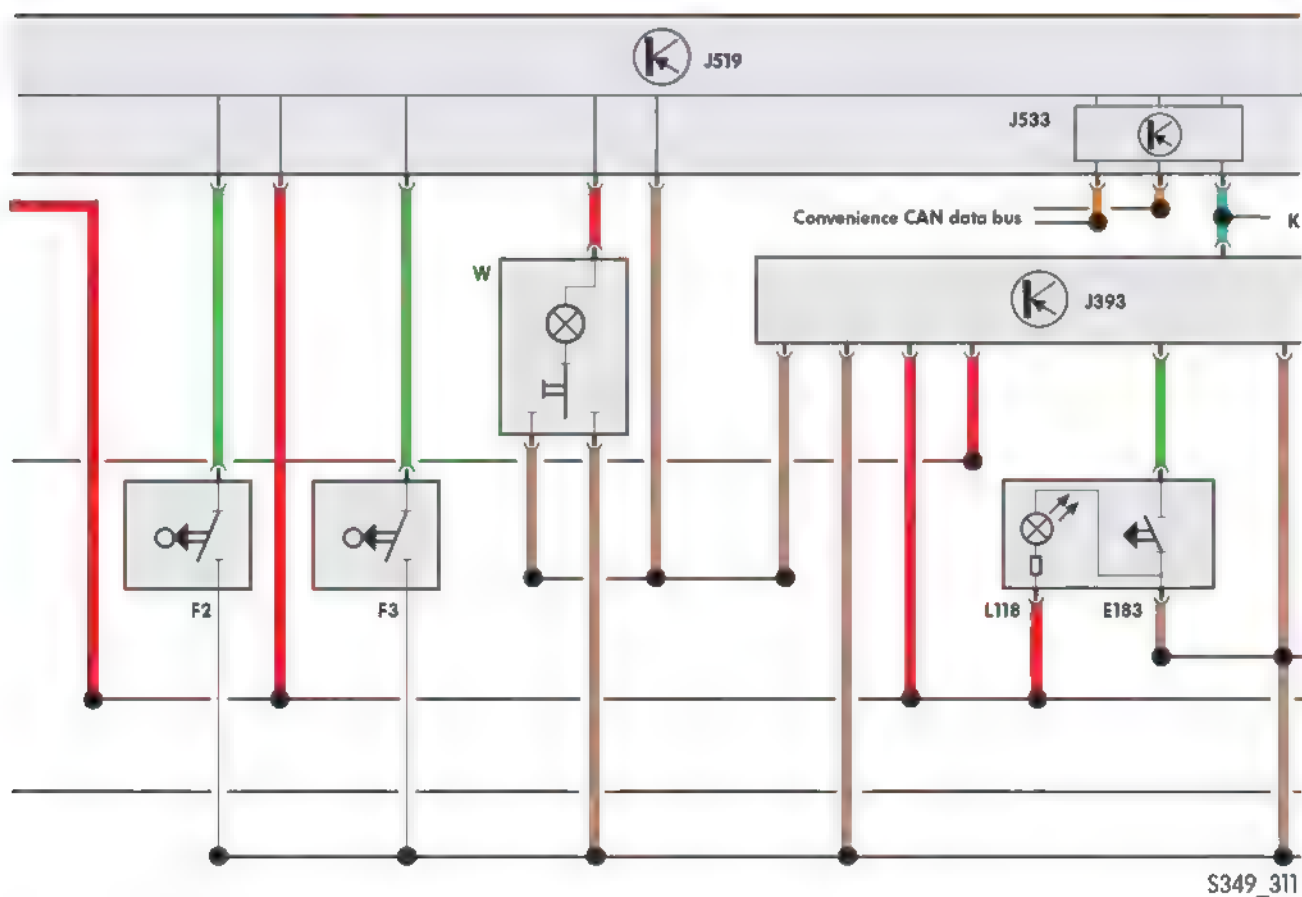 J519
J533
Convenience CAN data bus
K
W
J393
F2
F3
L118
E183
S349_311